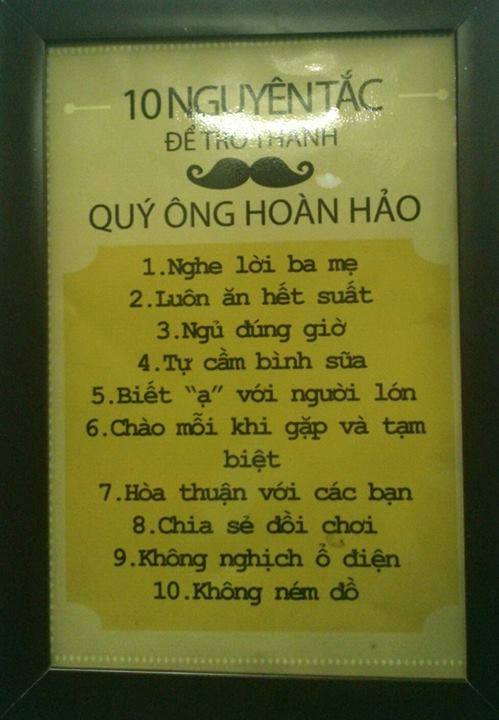 10 NGUYÊN TẮC
ĐỂ TRỞ THÀNH
QUÝ ÔNG HOÀN HẢO
1.Nghe lời ba mẹ
2.Luôn ăn hết suất
3.Ngủ đúng giờ
4.Tự cầm bình sữa
5.Biết “ạ” với người lớn
6.Chào mỗi khi gặp và tạm
biệt
7.Hòa thuận với các bạn
8.Chia sẻ đồi chơi
9.Không nghịch ổ điện
10.Không ném đồ